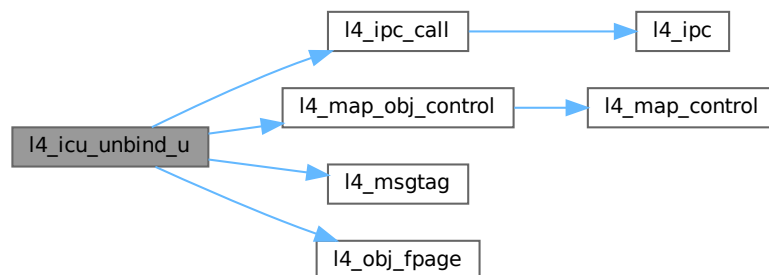 l4_icu_unbind_u
l4_ipc_call
l4_ipc
l4_map_obj_control
l4_map_control
l4_msgtag
l4_obj_fpage